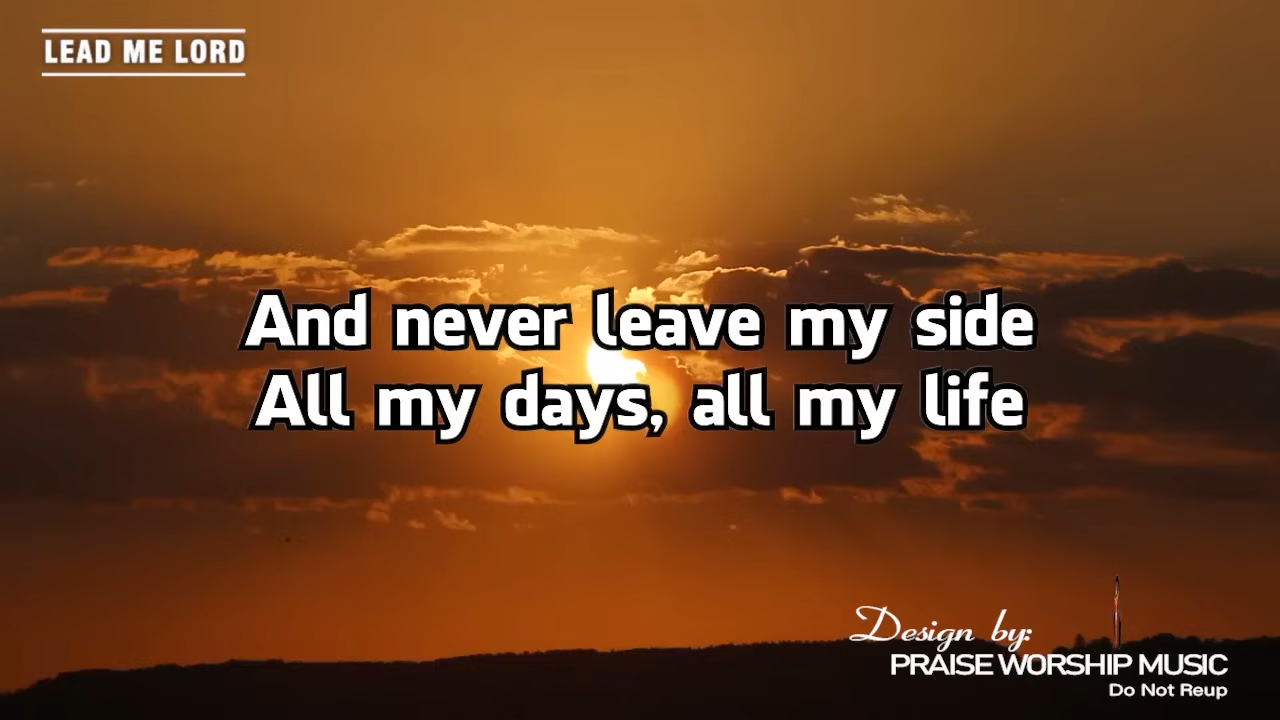 LEAD ME LORD
And never leave my side
All my days, all my life
Design by:
PRAISE WORSHIP MUSIC
Do Not Reup